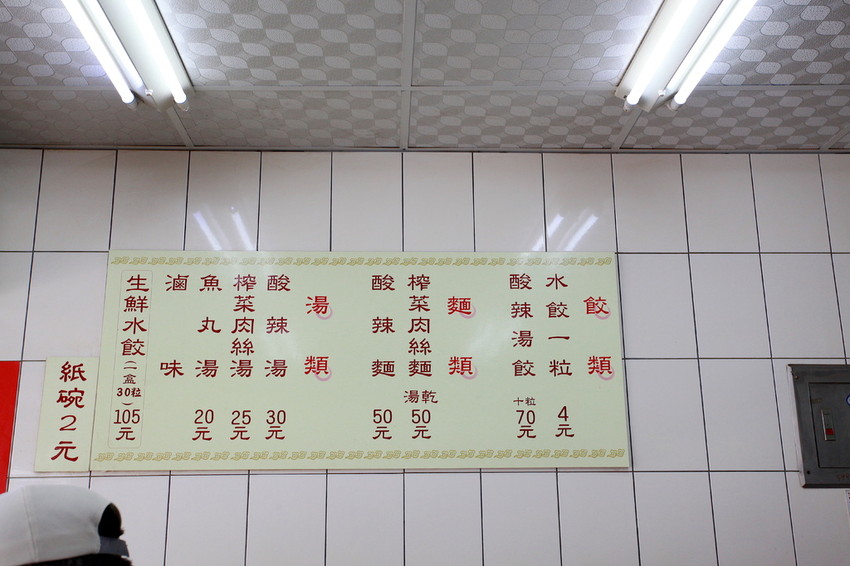 餃類
水餃一粒 4元
酸辣湯餃 十粒 70元
麵類
榨菜肉絲麵 湯乾 50元
酸辣麵 50元
湯類
酸辣湯 30元
榨菜肉絲湯 25元
魚丸湯 20元
滷味
生鮮水餃(一盒30粒) 105元
紙碗2元